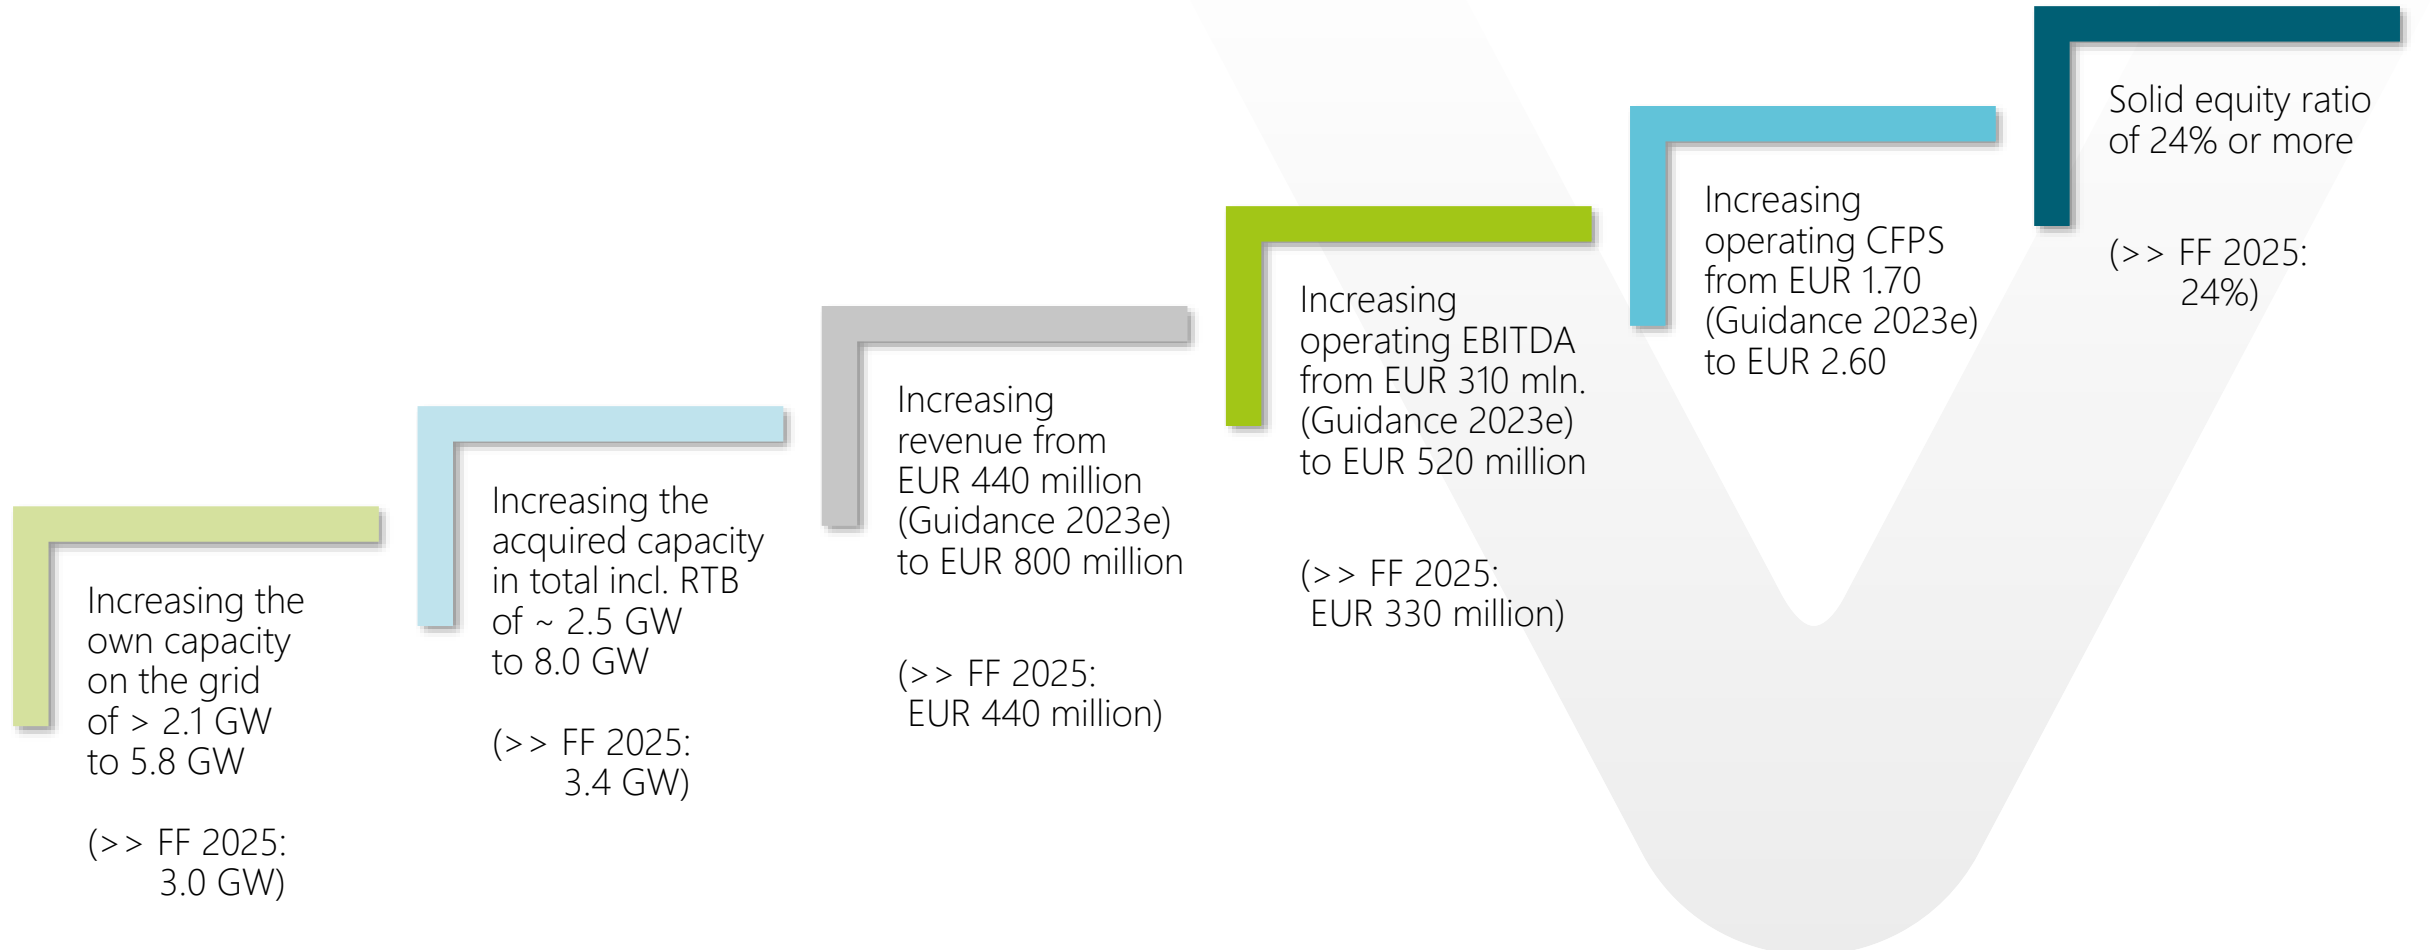 Increasing the
own capacity
on the grid
of > 2.1 GW
to 5.8 GW
(>> FF 2025:
3.0 GW)
Increasing the
acquired capacity
in total incl. RTB
of ~ 2.5 GW
to 8.0 GW
(>> FF 2025:
3.4 GW)
Increasing
revenue from
EUR 440 million
(Guidance 2023e)
to EUR 800 million
(>> FF 2025:
EUR 440 million)
Increasing
operating EBITDA
from EUR 310 mln.
(Guidance 2023e)
to EUR 520 million
(>> FF 2025:
EUR 330 million)
Increasing
operating CFPS
from EUR 1.70
(Guidance 2023e)
to EUR 2.60
Solid equity ratio
of 24% or more
(>> FF 2025:
24%)